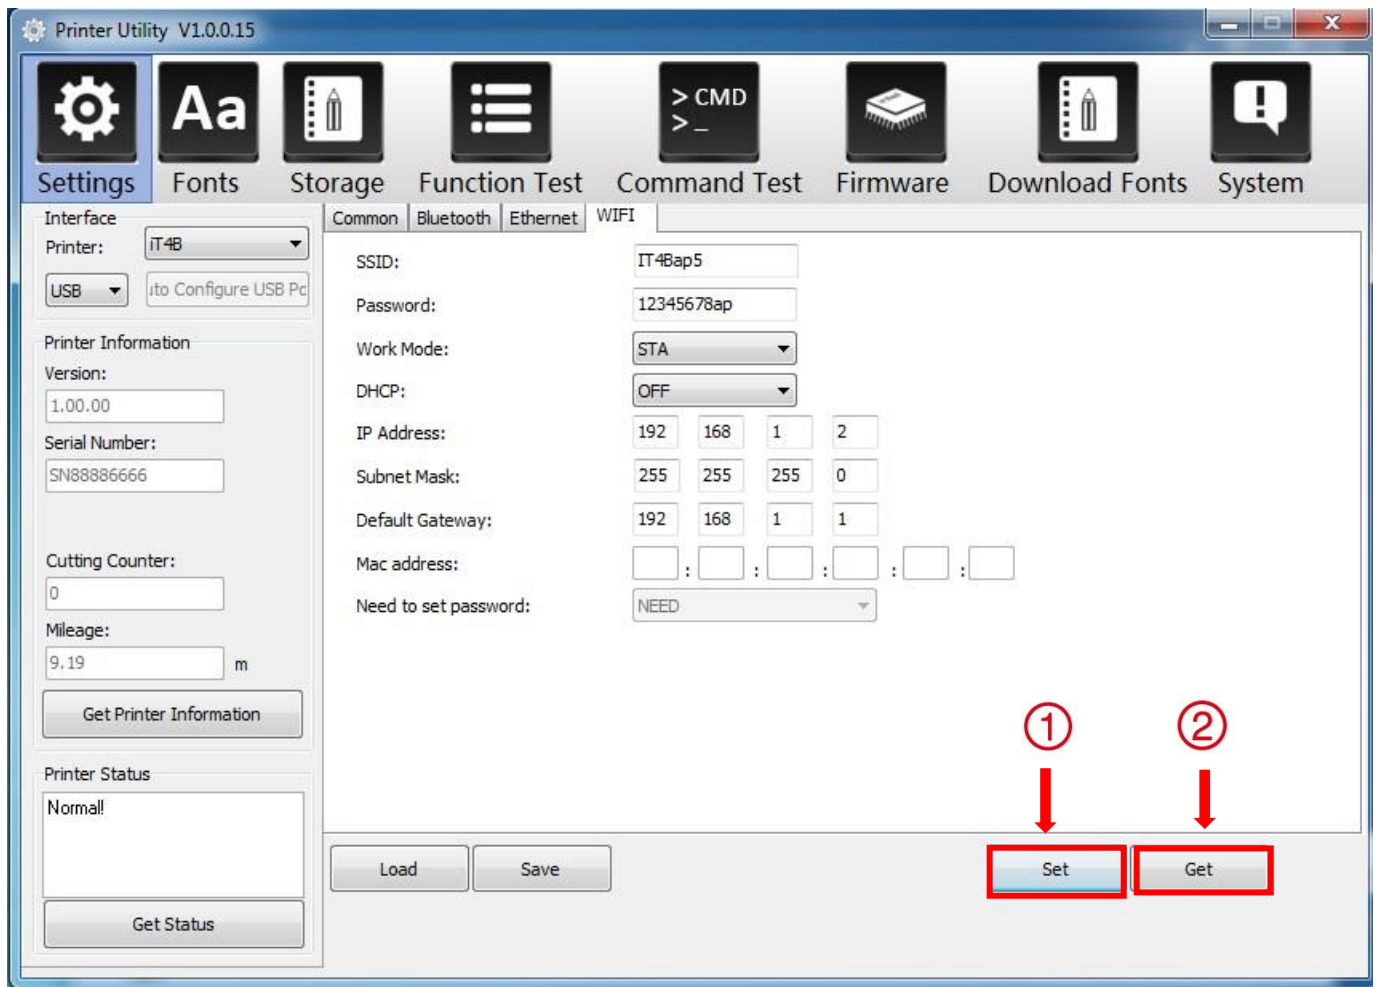 Printer Utility V1.0.0.15
Aa
> CMD
>_
Settings Fonts Storage Function Test Command Test Firmware Download Fonts System
Interface
Printer: iT4B
USB to Configure USB Pc
Printer Information
Version:
1.00.00
Serial Number:
SN88886666
Cutting Counter:
0
Mileage:
9.19 m
Get Printer Information
Printer Status
Normal!
Get Status
Common Bluetooth Ethernet WIFI
SSID: IT4Bap5
Password: 12345678ap
Work Mode: STA
DHCP: OFF
IP Address: 192 168 1 2
Subnet Mask: 255 255 255 0
Default Gateway: 192 168 1 1
Mac address: : : : : :
Need to set password: NEED
① ②
Load Save Set Get